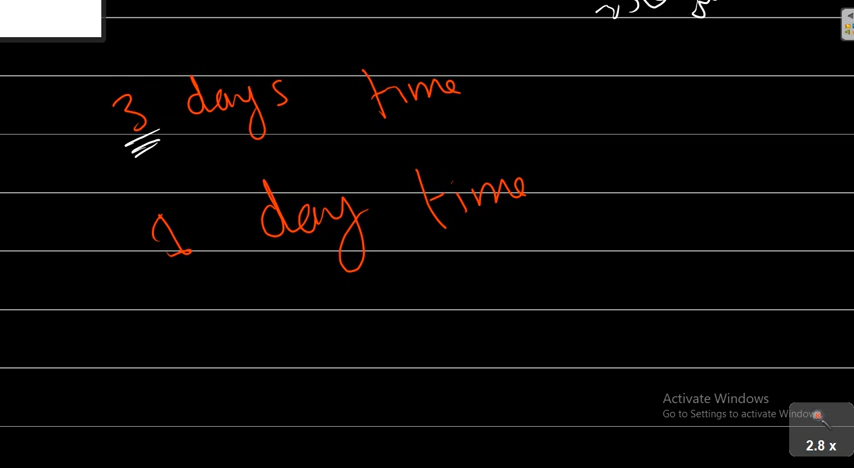 3 days time
1 day time
Activate Windows
Go to Settings to activate Windows.
2.8 x